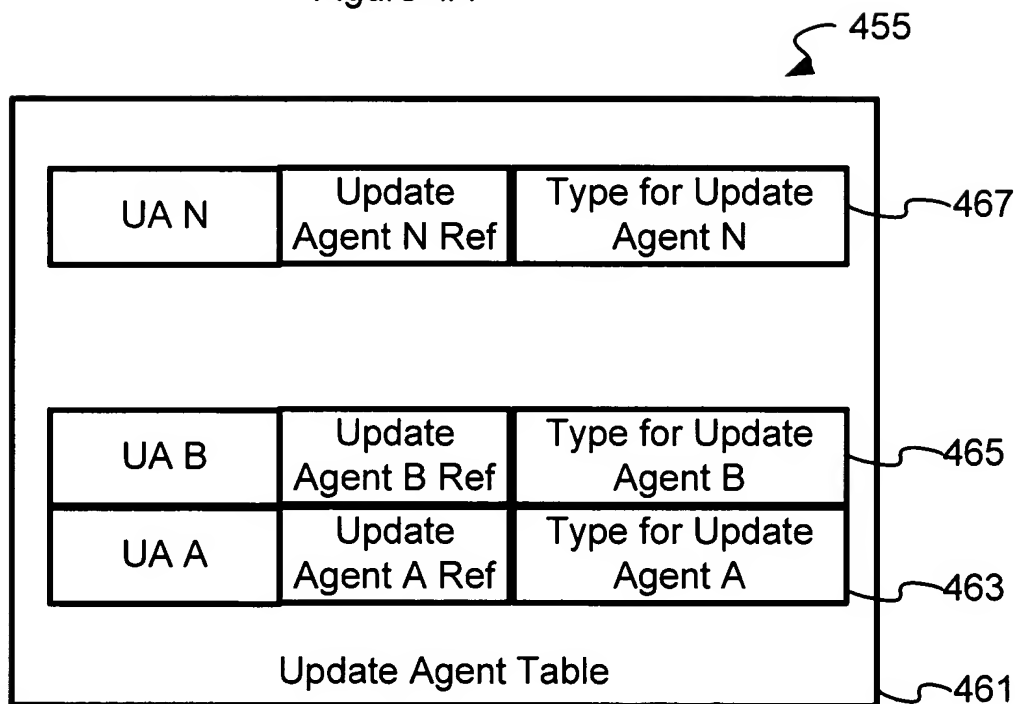 455
UA N
Update
Agent N Ref
Type for Update
Agent N
467
UA B
Update
Agent B Ref
Type for Update
Agent B
465
UA A
Update
Agent A Ref
Type for Update
Agent A
463
Update Agent Table
461